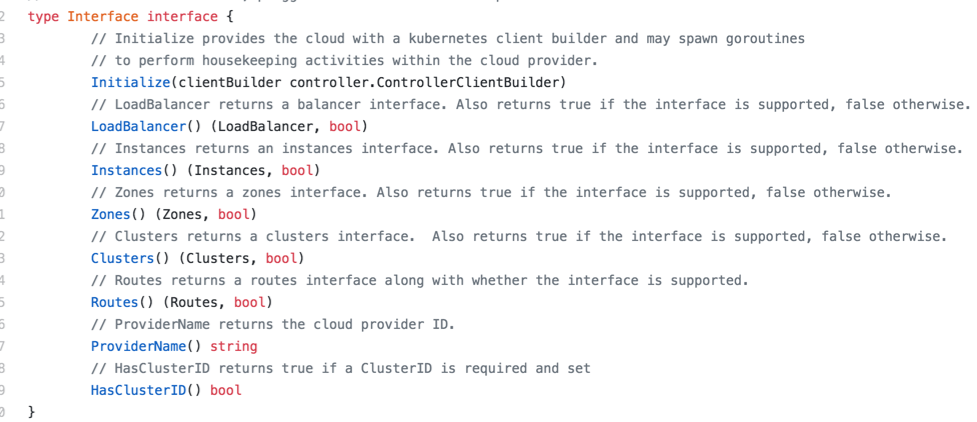 2 type Interface interface {
3 // Initialize provides the cloud with a kubernetes client builder and may spawn goroutines
4 // to perform housekeeping activities within the cloud provider.
5 Initialize(clientBuilder controller.ControllerClientBuilder)
6 // LoadBalancer returns a balancer interface. Also returns true if the interface is supported, false otherwise.
7 LoadBalancer() (LoadBalancer, bool)
8 // Instances returns an instances interface. Also returns true if the interface is supported, false otherwise.
9 Instances() (Instances, bool)
0 // Zones returns a zones interface. Also returns true if the interface is supported, false otherwise.
1 Zones() (Zones, bool)
2 // Clusters returns a clusters interface.  Also returns true if the interface is supported, false otherwise.
3 Clusters() (Clusters, bool)
4 // Routes returns a routes interface along with whether the interface is supported.
5 Routes() (Routes, bool)
6 // ProviderName returns the cloud provider ID.
7 ProviderName() string
8 // HasClusterID returns true if a ClusterID is required and set
9 HasClusterID() bool
0 }